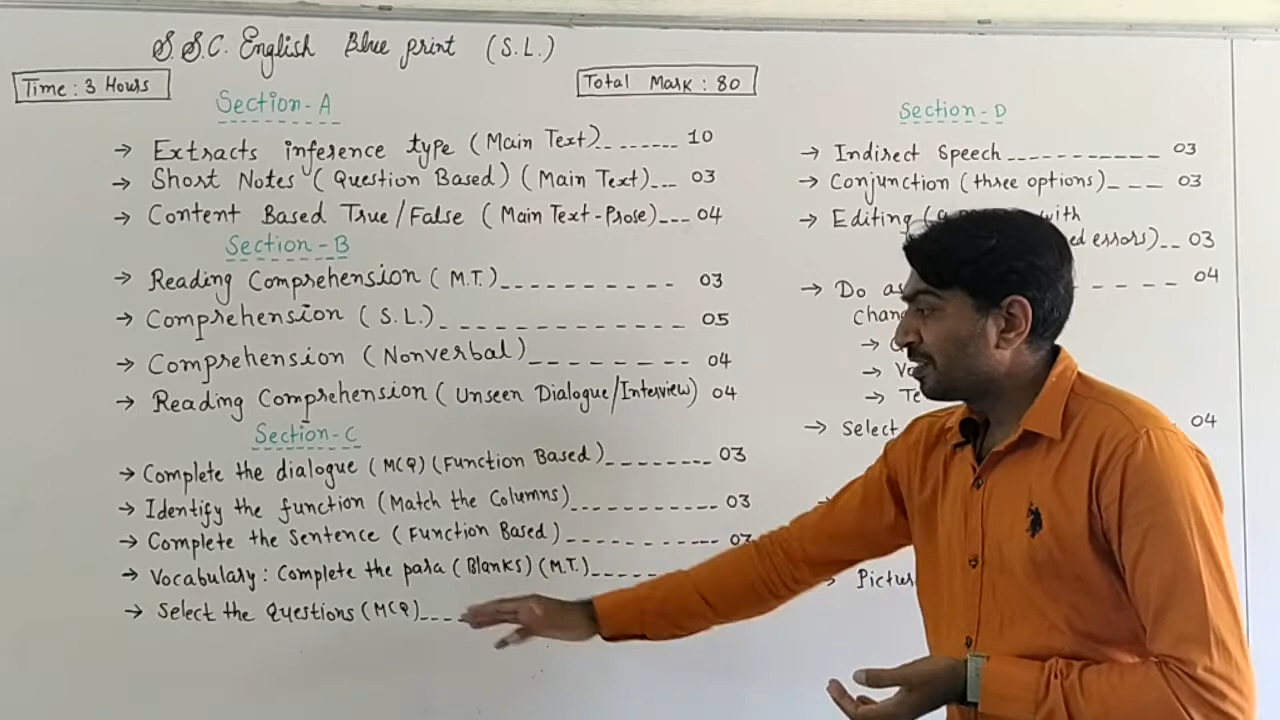 S.S.C. English Blue print (S.L.)
Time : 3 Hours
Total Mark : 80
Section - A
→ Extracts inference type (Main Text)_ _ _ _ _ _ _ _ 10
→ Short Notes (Question Based) (Main Text)_ _ _ 03
→ Content Based True/False (Main Text-Prose)_ _ _ 04
Section - B
→ Reading Comprehension (M.T.)_ _ _ _ _ _ _ _ _ _ 03
→ Comprehension (S.L.)_ _ _ _ _ _ _ _ _ _ _ _ _ 05
→ Comprehension (Nonverbal)_ _ _ _ _ _ _ _ 04
→ Reading Comprehension (Unseen Dialogue/Interview) 04
Section-C
→ Complete the dialogue (MCQ) (Function Based)_ _ _ _ _ _ _ _ 03
→ Identify the function (Match the Columns)_ _ _ _ _ _ _ _ _ _ _ 03
→ Complete the Sentence (Function Based)_ _ _ _ _ _ _ _ _ _ _ 03
→ Vocabulary : Complete the para (Blanks) (M.T.)_ _ _ _ _
→ Select the Questions (MCQ)_ _ _ _
Section - D
→ Indirect Speech_ _ _ _ _ _ _ _ _ _ _ 03
→ Conjunction (three options)_ _ _ _ 03
→ Editing ( with
errors)_ _ 03
→ Do _ _ _ _ _ 04
→
→
→
→ Select 04
→